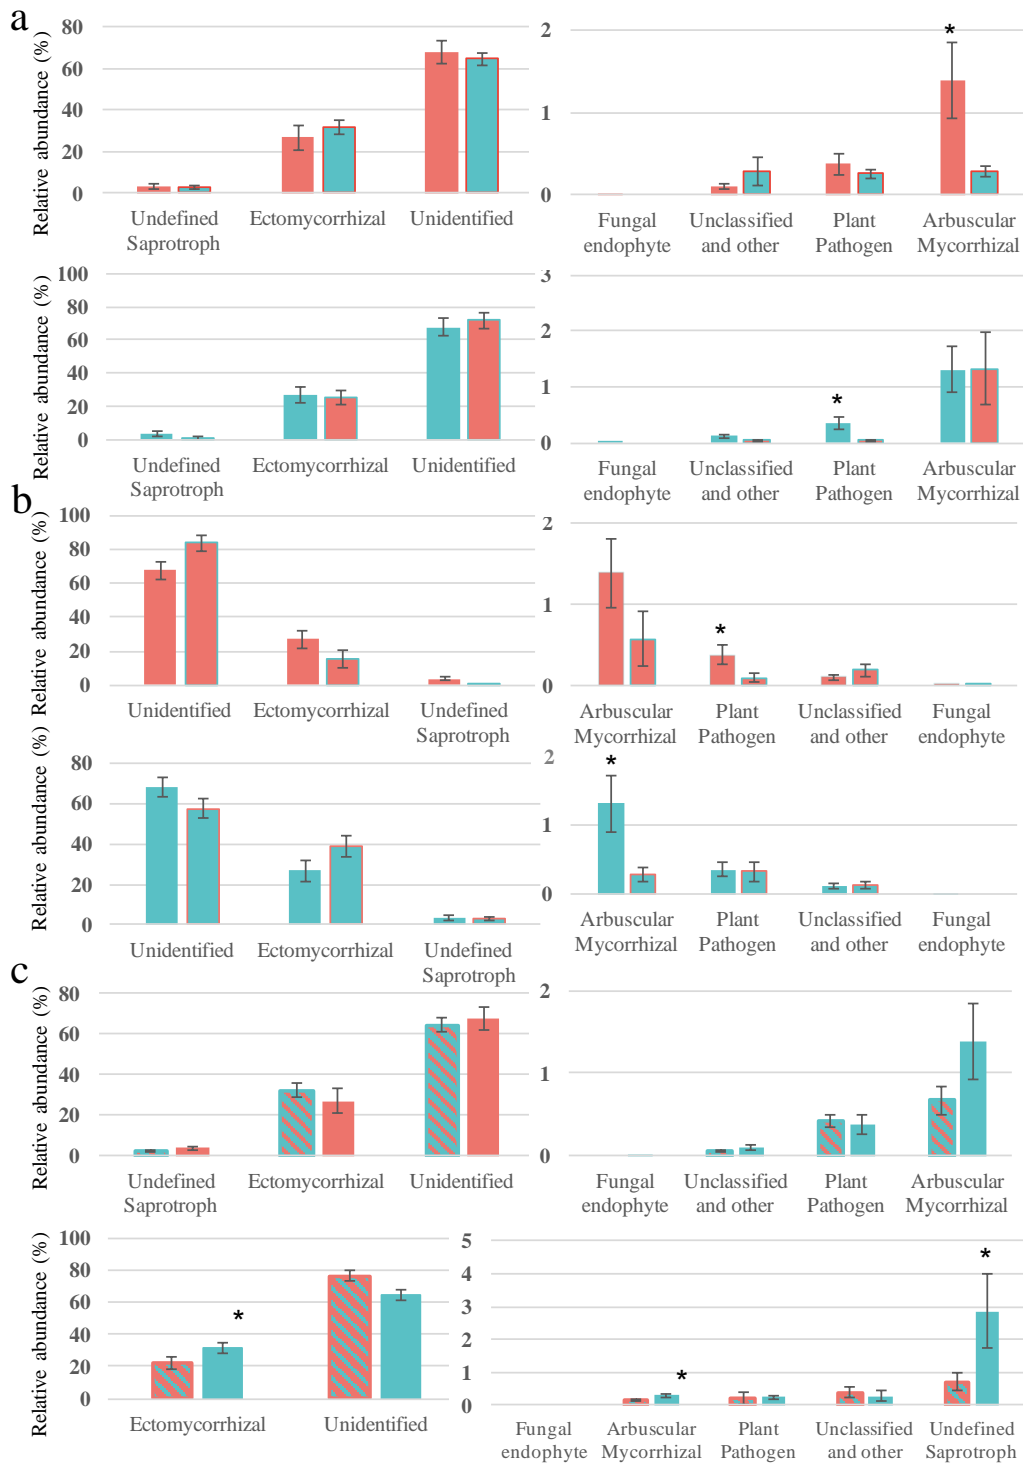 a
Relative abundance (%)
80
60
40
20
0
Undefined
Saprotroph
Ectomycorrhizal
Unidentified
2
1
0
*
Fungal
endophyte
Unclassified
and other
Plant
Pathogen
Arbuscular
Mycorrhizal
Relative abundance (%)
100
80
60
40
20
0
Undefined
Saprotroph
Ectomycorrhizal
Unidentified
3
2
1
0
*
Fungal
endophyte
Unclassified
and other
Plant
Pathogen
Arbuscular
Mycorrhizal
b
Relative abundance (%)
100
80
60
40
20
0
Unidentified
Ectomycorrhizal
Undefined
Saprotroph
2
1
0
*
Arbuscular
Mycorrhizal
Plant
Pathogen
Unclassified
and other
Fungal
endophyte
Relative abundance (%)
80
60
40
20
0
Unidentified
Ectomycorrhizal
Undefined
Saprotroph
2
1
0
*
Arbuscular
Mycorrhizal
Plant
Pathogen
Unclassified
and other
Fungal
endophyte
c
Relative abundance (%)
80
60
40
20
0
Undefined
Saprotroph
Ectomycorrhizal
Unidentified
2
1
0
Fungal
endophyte
Unclassified
and other
Plant
Pathogen
Arbuscular
Mycorrhizal
Relative abundance (%)
100
80
60
40
20
0
*
Ectomycorrhizal
Unidentified
5
4
3
2
1
0
*
*
Fungal
endophyte
Arbuscular
Mycorrhizal
Plant
Pathogen
Unclassified
and other
Undefined
Saprotroph